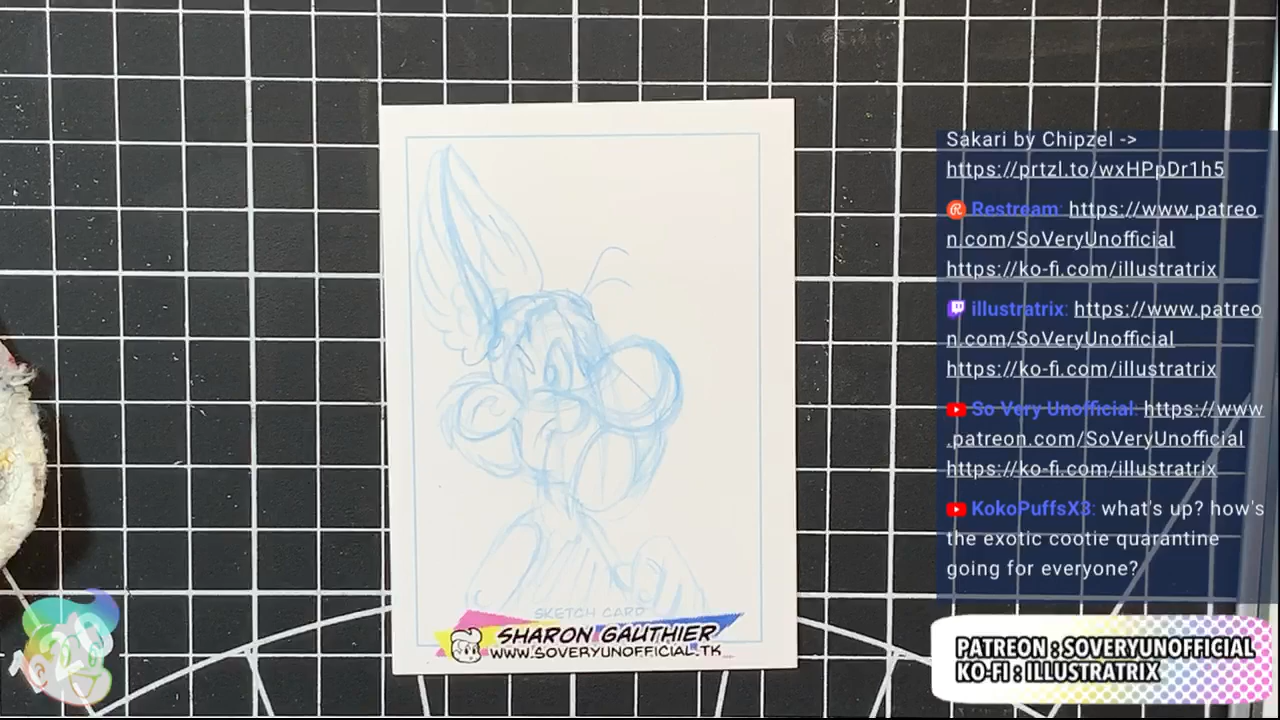 Sakari by Chipzel ->
https://prtzl.to/wxHPpDr1h5
Restream: https://www.patreo
n.com/SoVeryUnofficial
https://ko-fi.com/illustratrix
illustratrix: https://www.patreo
n.com/SoVeryUnofficial
https://ko-fi.com/illustratrix
So Very Unofficial: https://www
.patreon.com/SoVeryUnofficial
https://ko-fi.com/illustratrix
KokoPuffsX3: what's up? how's
the exotic cootie quarantine
going for everyone?
SKETCH CARD
SHARON GAUTHIER
WWW.SOVERYUNOFFICIAL.TK
PATREON : SOVERYUNOFFICIAL
KO-FI : ILLUSTRATRIX